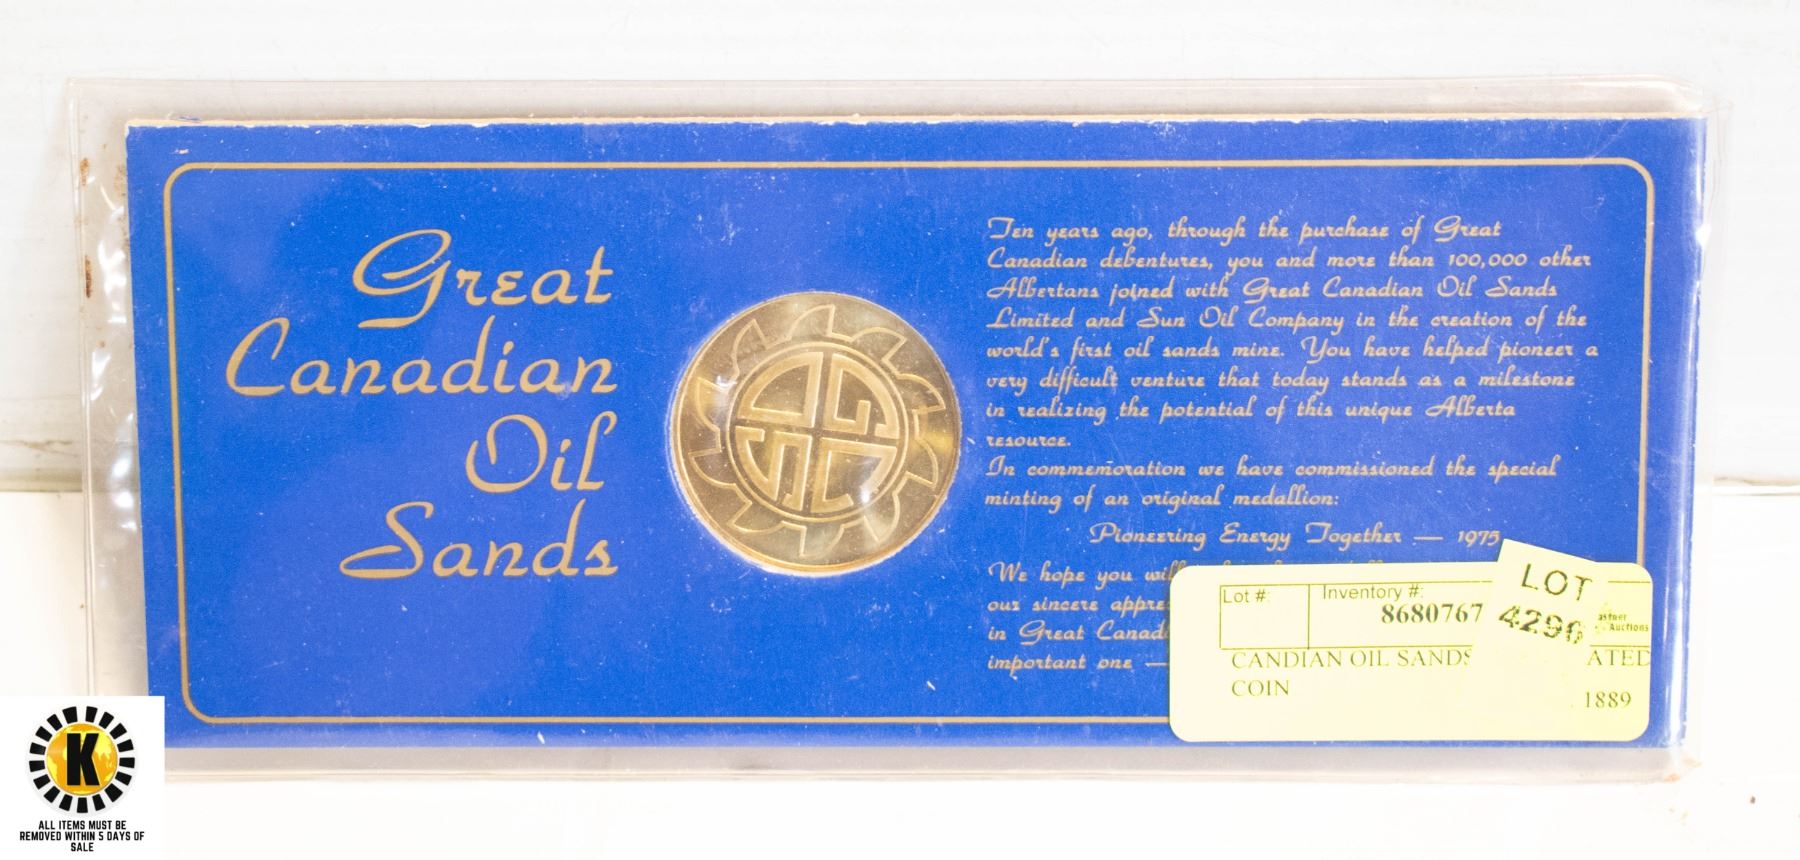 Great
Canadian
Oil
Sands
Ten years ago, through the purchase of Great
Canadian debentures, you and more than 100,000 other
Albertans joined with Great Canadian Oil Sands
Limited and Sun Oil Company in the creation of the
world's first oil sands mine. You have helped pioneer a
very difficult venture that today stands as a milestone
in realizing the potential of this unique Alberta
resource.
In commemoration we have commissioned the special
minting of an original medallion:
Pioneering Energy Together — 1975
We hope you will
our sincere
in Great
important one —
Lot #:
Inventory #:
8680767
LOT
4296
Auctions
CANDIAN OIL SANDS
COIN
1889
K
ALL ITEMS MUST BE
REMOVED WITHIN 5 DAYS OF
SALE